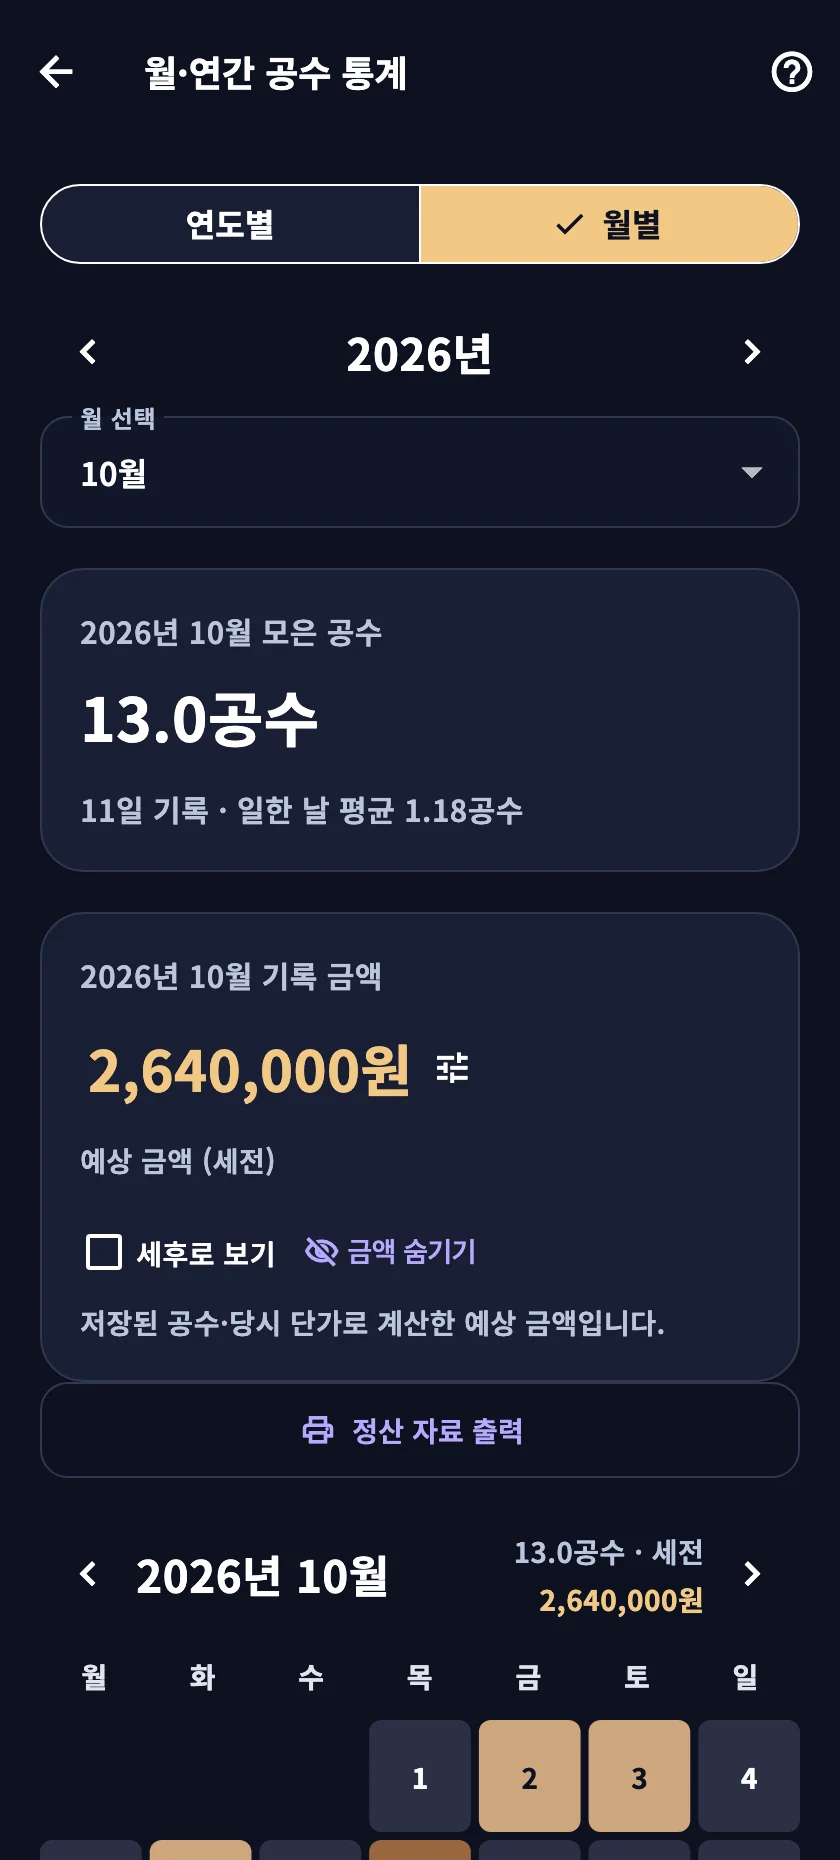 월·연간 공수 통계
연도별
월별
2026년
월 선택
10월
2026년 10월 모은 공수
13.0공수
11일 기록 · 일한 날 평균 1.18공수
2026년 10월 기록 금액
2,640,000원
예상 금액 (세전)
세후로 보기 금액 숨기기
저장된 공수·당시 단가로 계산한 예상 금액입니다.
정산 자료 출력
2026년 10월
13.0공수 · 세전
2,640,000원
월 화 수 목 금 토 일
1 2 3 4